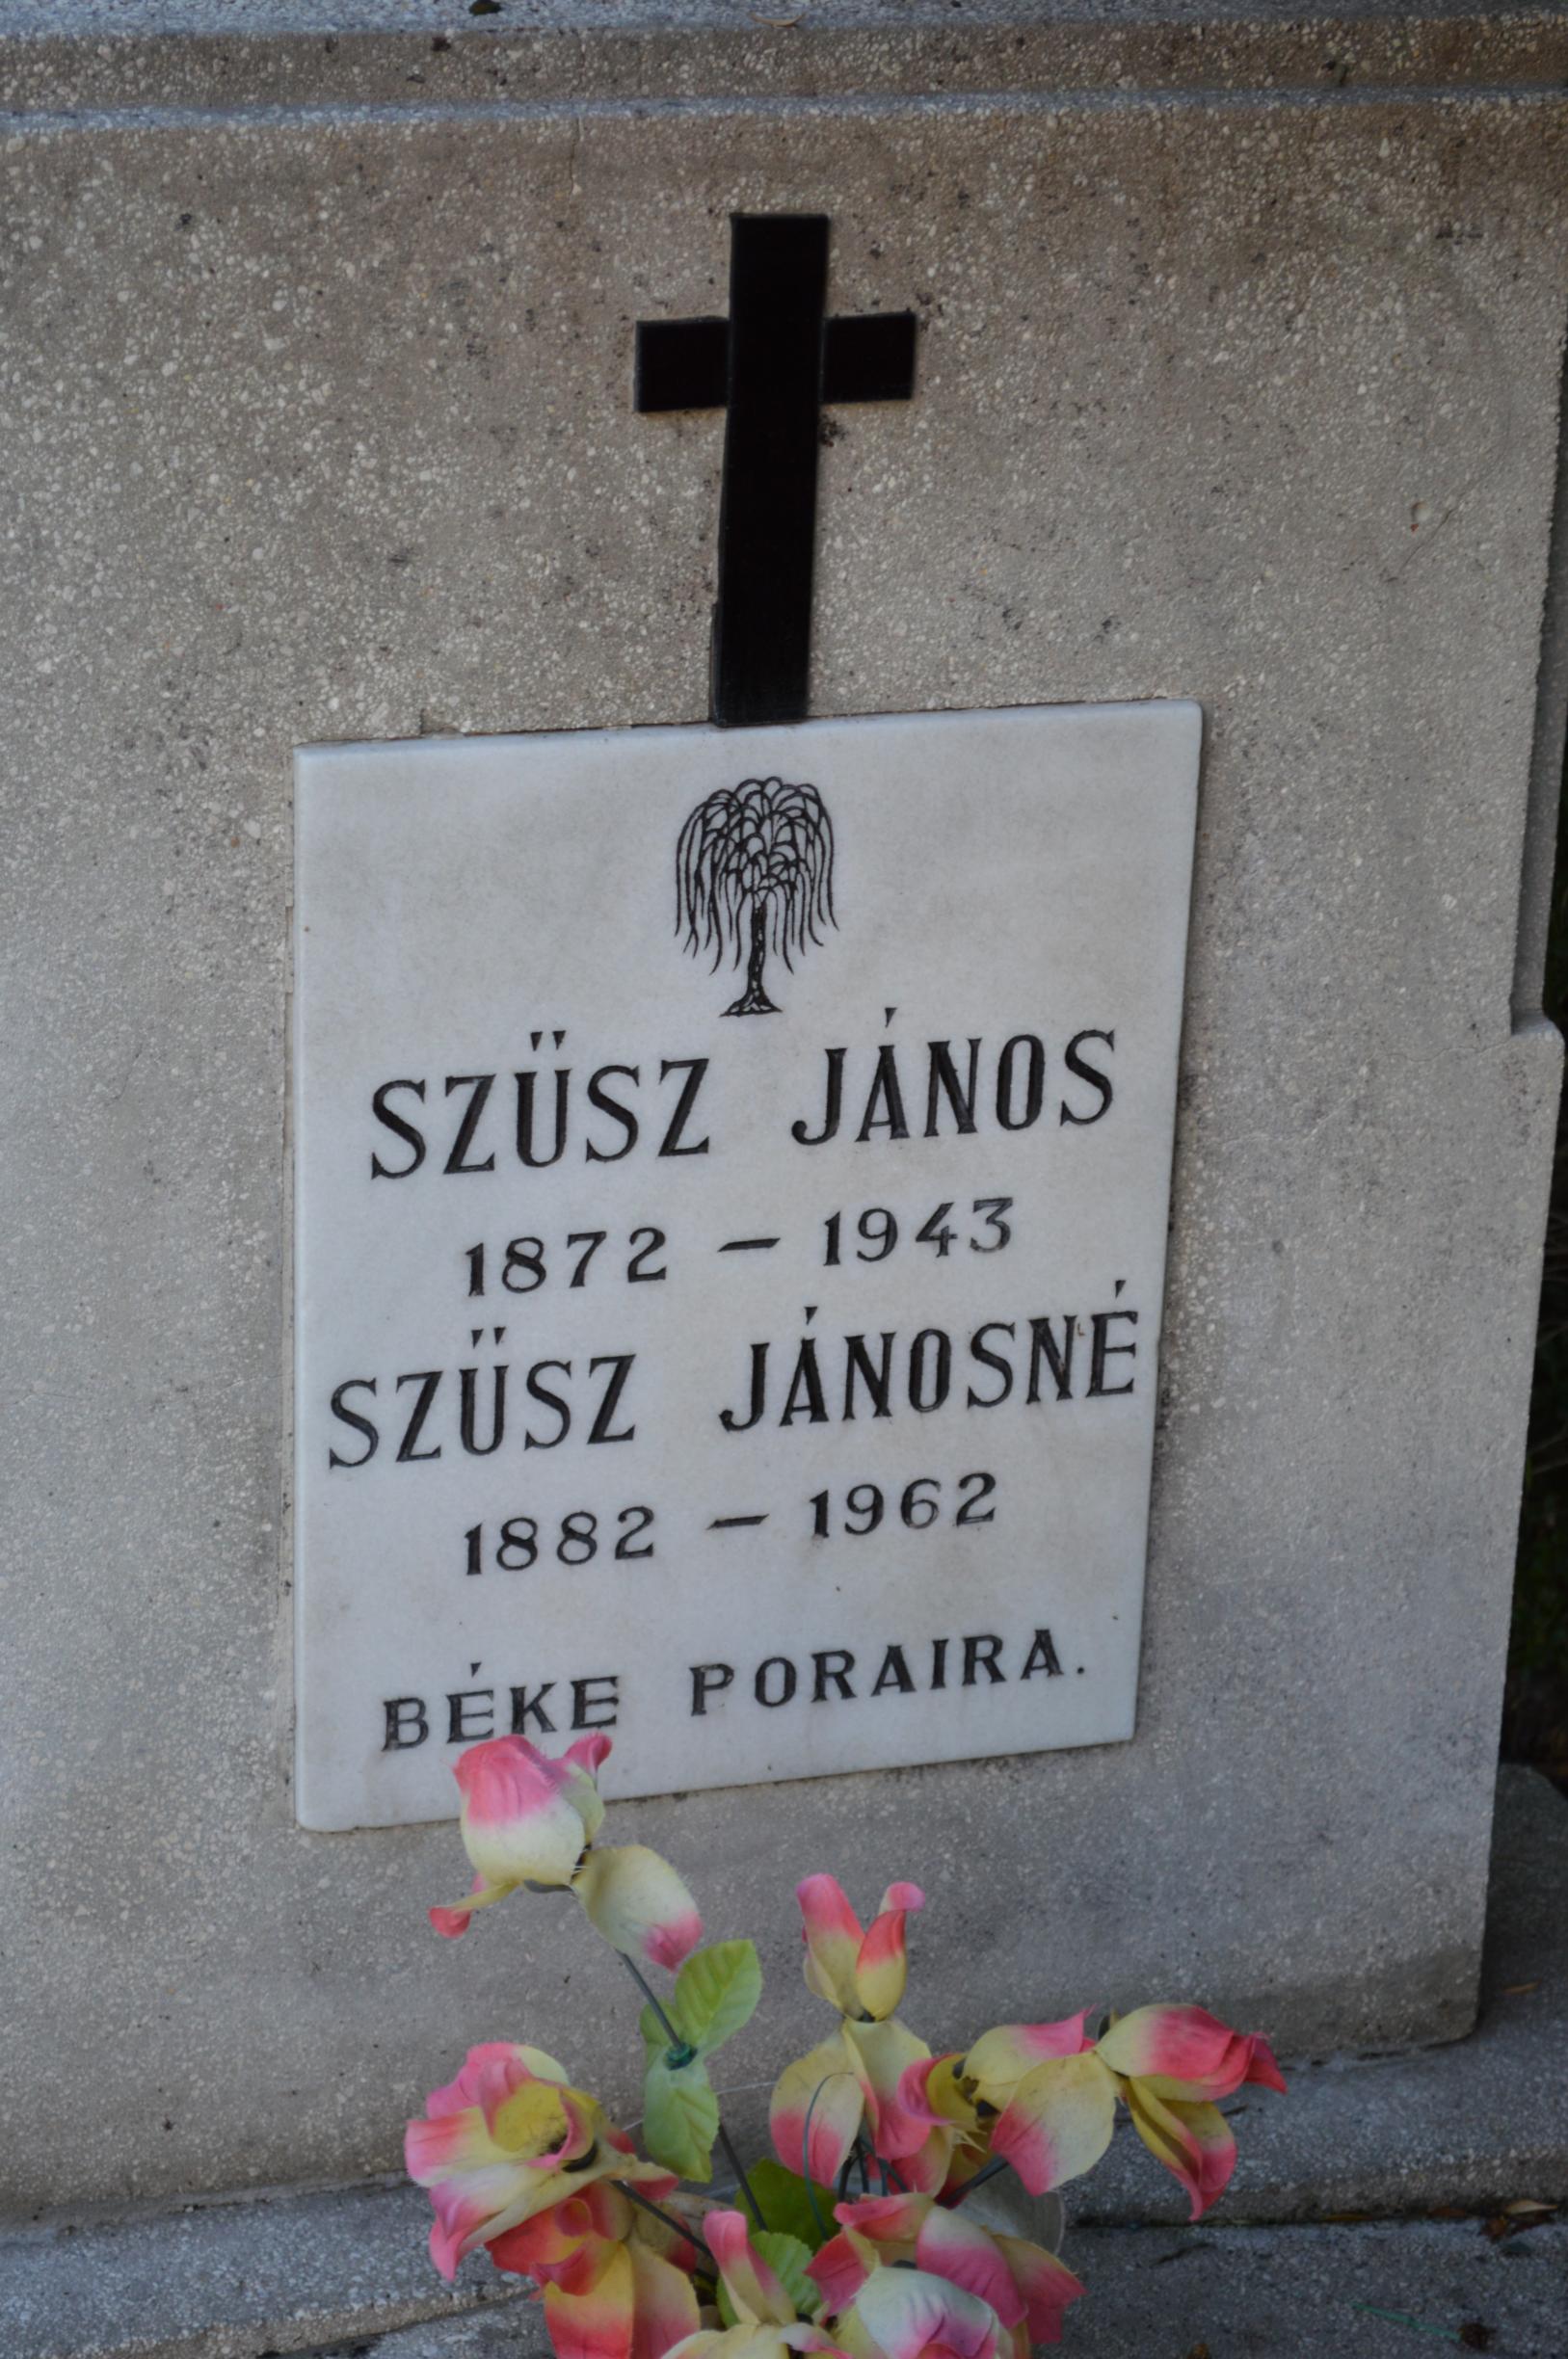 SZÜSZ JÁNOS
1872 – 1943
SZÜSZ JÁNOSNÉ
1882 – 1962
BÉKE PORAIRA.